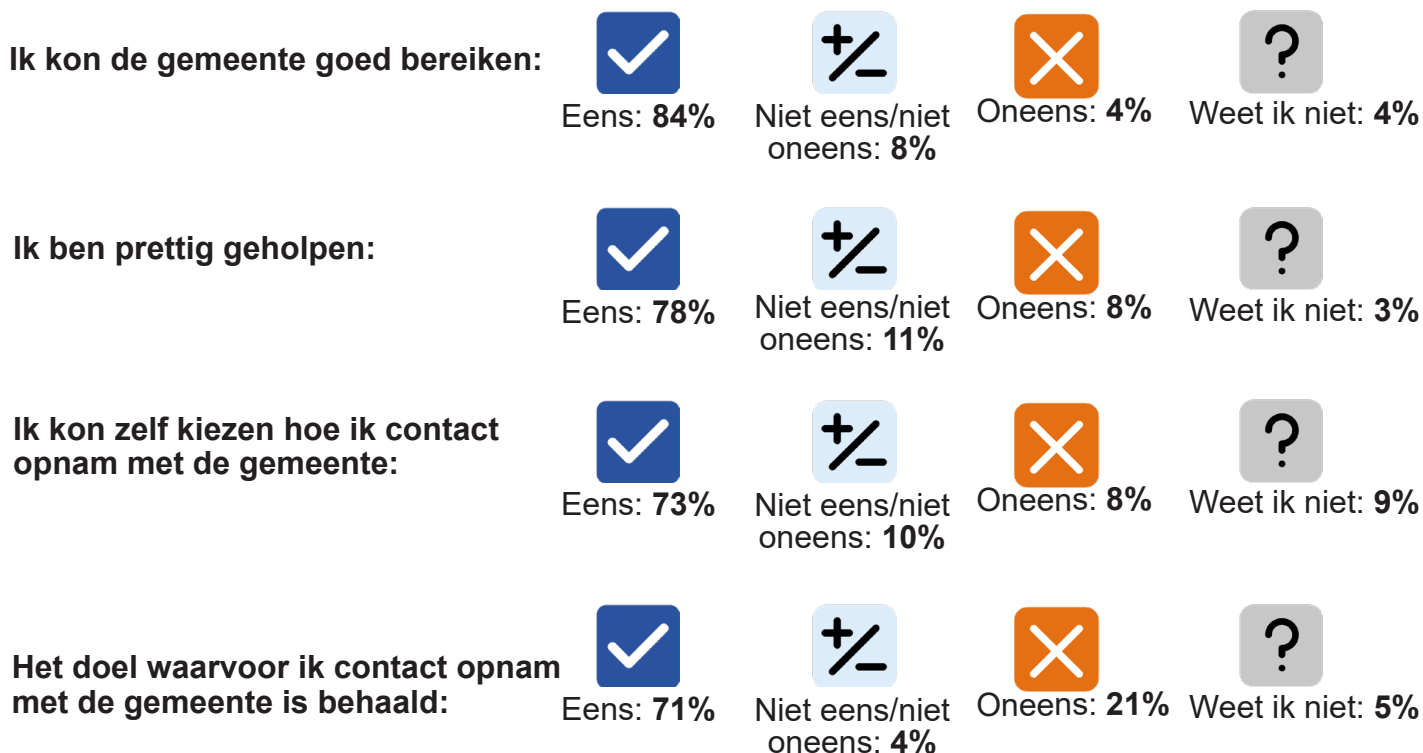 Ik kon de gemeente goed bereiken:
Eens: 84%
Niet eens/niet
oneens: 8%
Oneens: 4%
Weet ik niet: 4%
Ik ben prettig geholpen:
Eens: 78%
Niet eens/niet
oneens: 11%
Oneens: 8%
Weet ik niet: 3%
Ik kon zelf kiezen hoe ik contact
opnam met de gemeente:
Eens: 73%
Niet eens/niet
oneens: 10%
Oneens: 8%
Weet ik niet: 9%
Het doel waarvoor ik contact opnam
met de gemeente is behaald:
Eens: 71%
Niet eens/niet
oneens: 4%
Oneens: 21%
Weet ik niet: 5%